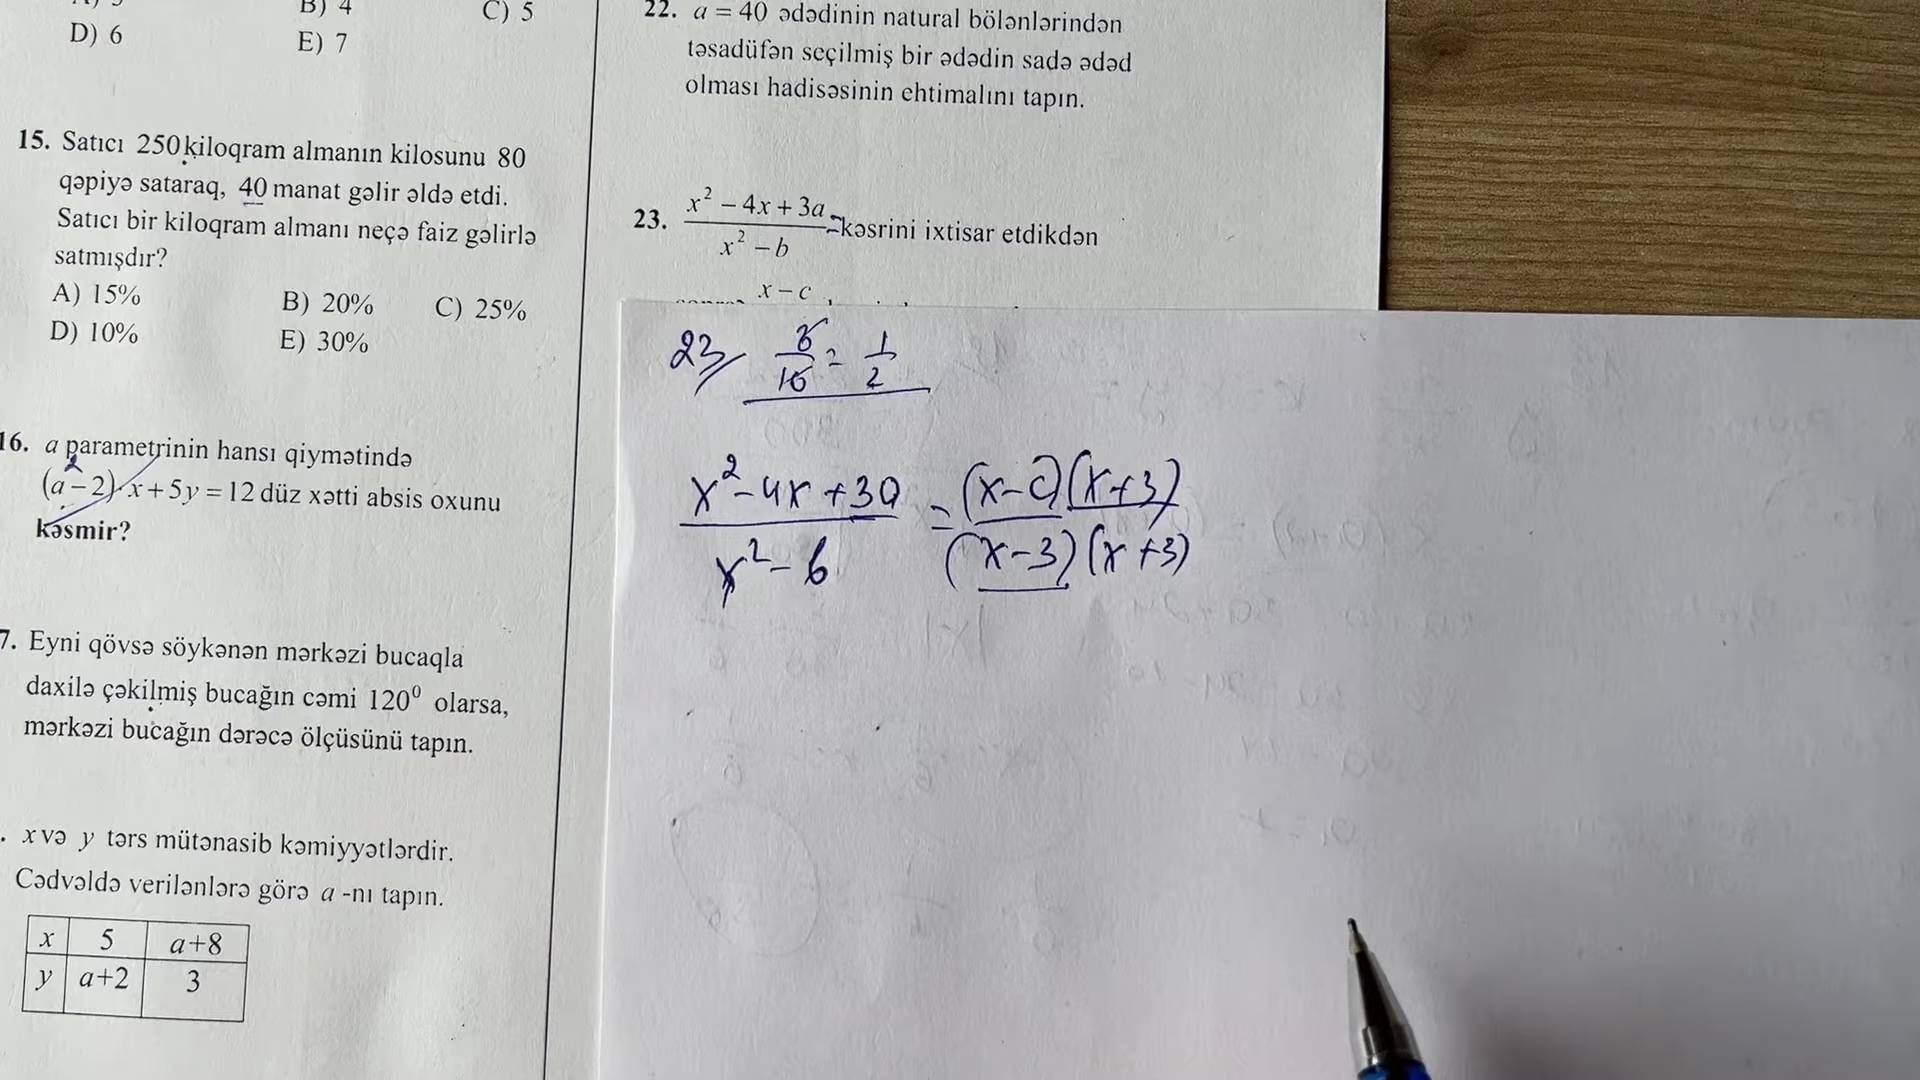 B) 4
C) 5
D) 6
E) 7
15. Satıcı 250 kiloqram almanın kilosunu 80
qəpiyə sataraq, 40 manat gəlir əldə etdi.
Satıcı bir kiloqram almanı neçə faiz gəlirlə
satmışdır?
A) 15%
B) 20%
C) 25%
D) 10%
E) 30%
16. a parametrinin hansı qiymətində
(a-2)·x+5y=12 düz xətti absis oxunu
kəsmir?
7. Eyni qövsə söykənən mərkəzi bucaqla
daxilə çəkilmiş bucağın cəmi 120⁰ olarsa,
mərkəzi bucağın dərəcə ölçüsünü tapın.
. x və y tərs mütənasib kəmiyyətlərdir.
Cədvəldə verilənlərə görə a -nı tapın.
x 5 a+8
y a+2 3
22. a = 40 ədədinin natural bölənlərindən
təsadüfən seçilmiş bir ədədin sadə ədəd
olması hadisəsinin ehtimalını tapın.
x² - 4x + 3a
23. -kəsrini ixtisar etdikdən
x² - b
x - c
23/ 8/16 = 1/2
x²-4x+3a = (x-c)(x+3)
x²-b (x-3)(x+3)